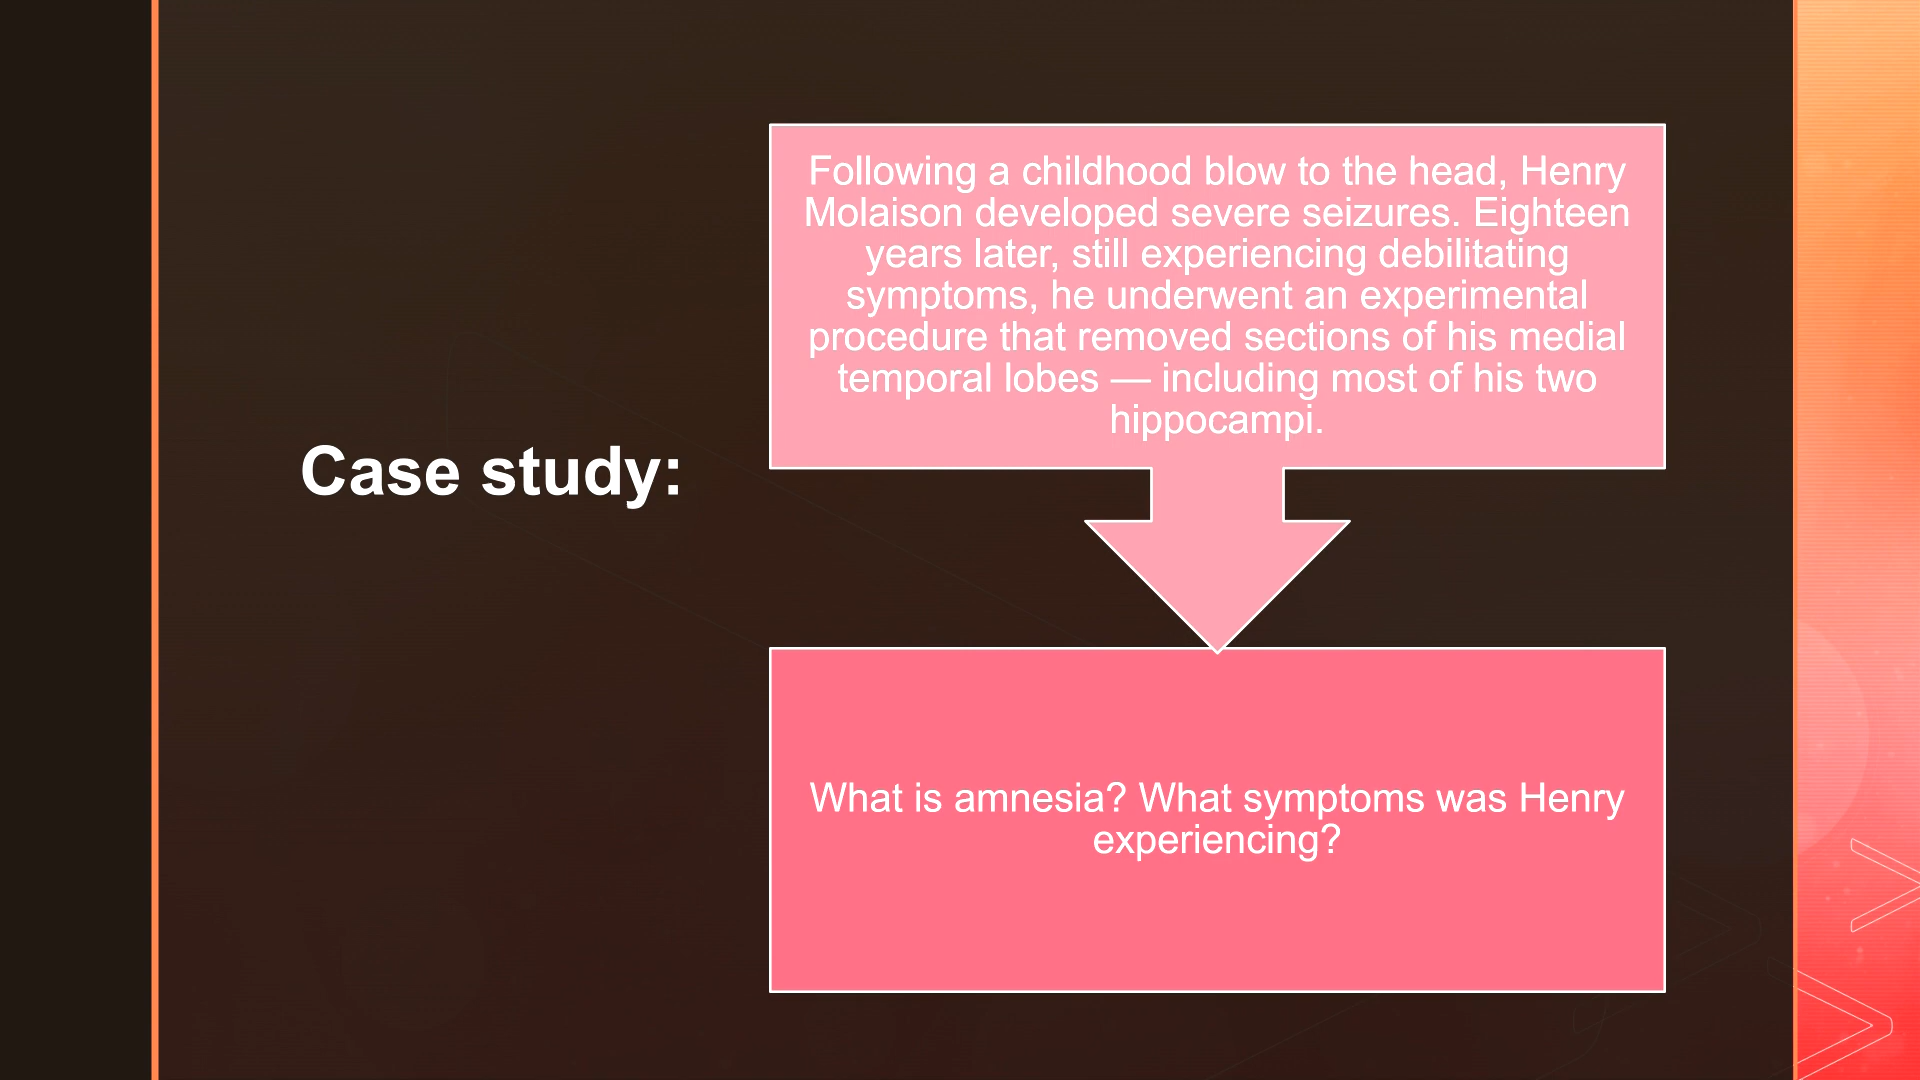 Case study:
Following a childhood blow to the head, Henry
Molaison developed severe seizures. Eighteen
years later, still experiencing debilitating
symptoms, he underwent an experimental
procedure that removed sections of his medial
temporal lobes — including most of his two
hippocampi.
What is amnesia? What symptoms was Henry
experiencing?